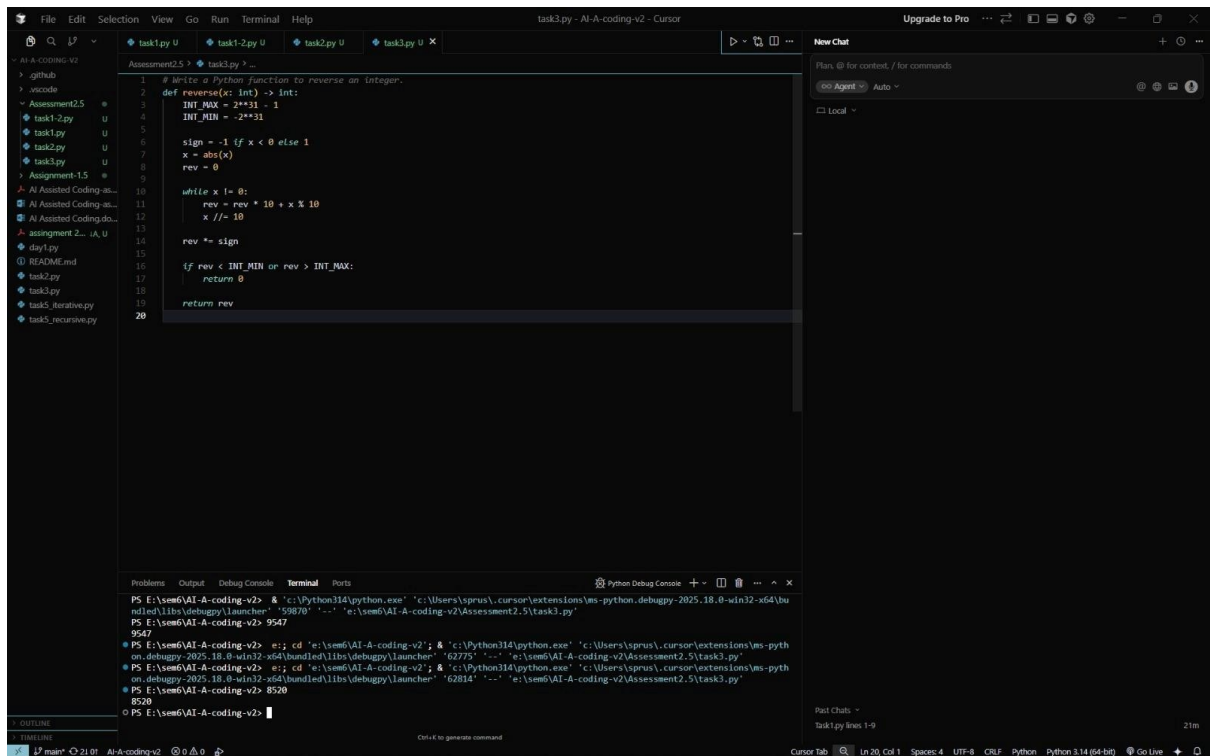 File Edit Selection View Go Run Terminal Help
task3.py - AI-A-coding-v2 - Cursor
Upgrade to Pro
AI-A-CODING-V2
.github
.vscode
Assessment2.5
task1-2.py U
task1.py U
task2.py U
task3.py U
Assignment-1.5
AI Assisted Coding-as...
AI Assisted Coding-as...
AI Assisted Coding.do...
assingment 2... LA, U
day1.py
README.md
task2.py
task3.py
task5_iterative.py
task5_recursive.py
OUTLINE
TIMELINE
task1.py U
task1-2.py U
task2.py U
task3.py U
Assessment2.5 > task3.py > ...
1 # Write a Python function to reverse an integer.
2 def reverse(x: int) -> int:
3 INT_MAX = 2**31 - 1
4 INT_MIN = -2**31
5
6 sign = -1 if x < 0 else 1
7 x = abs(x)
8 rev = 0
9
10 while x != 0:
11 rev = rev * 10 + x % 10
12 x //= 10
13
14 rev *= sign
15
16 if rev < INT_MIN or rev > INT_MAX:
17 return 0
18
19 return rev
20
Problems Output Debug Console Terminal Ports
Python Debug Console
PS E:\sem6\AI-A-coding-v2> & 'c:\Python314\python.exe' 'c:\Users\sprus\.cursor\extensions\ms-python.debugpy-2025.18.0-win32-x64\bu
ndled\libs\debugpy\launcher' '59870' '--' 'e:\sem6\AI-A-coding-v2\Assessment2.5\task3.py'
PS E:\sem6\AI-A-coding-v2> 9547
9547
PS E:\sem6\AI-A-coding-v2> e:; cd 'e:\sem6\AI-A-coding-v2'; & 'c:\Python314\python.exe' 'c:\Users\sprus\.cursor\extensions\ms-pyth
on.debugpy-2025.18.0-win32-x64\bundled\libs\debugpy\launcher' '62775' '--' 'e:\sem6\AI-A-coding-v2\Assessment2.5\task3.py'
PS E:\sem6\AI-A-coding-v2> e:; cd 'e:\sem6\AI-A-coding-v2'; & 'c:\Python314\python.exe' 'c:\Users\sprus\.cursor\extensions\ms-pyth
on.debugpy-2025.18.0-win32-x64\bundled\libs\debugpy\launcher' '62814' '--' 'e:\sem6\AI-A-coding-v2\Assessment2.5\task3.py'
PS E:\sem6\AI-A-coding-v2> 8520
8520
PS E:\sem6\AI-A-coding-v2>
Ctrl+K to generate command
New Chat
Plan, @ for context, / for commands
Agent Auto
Local
Past Chats
Task1.py lines 1-9 21m
main* AI-A-coding-v2 0 0
Cursor Tab Ln 20, Col 1 Spaces: 4 UTF-8 CRLF Python Python 3.14 (64-bit) Go Live